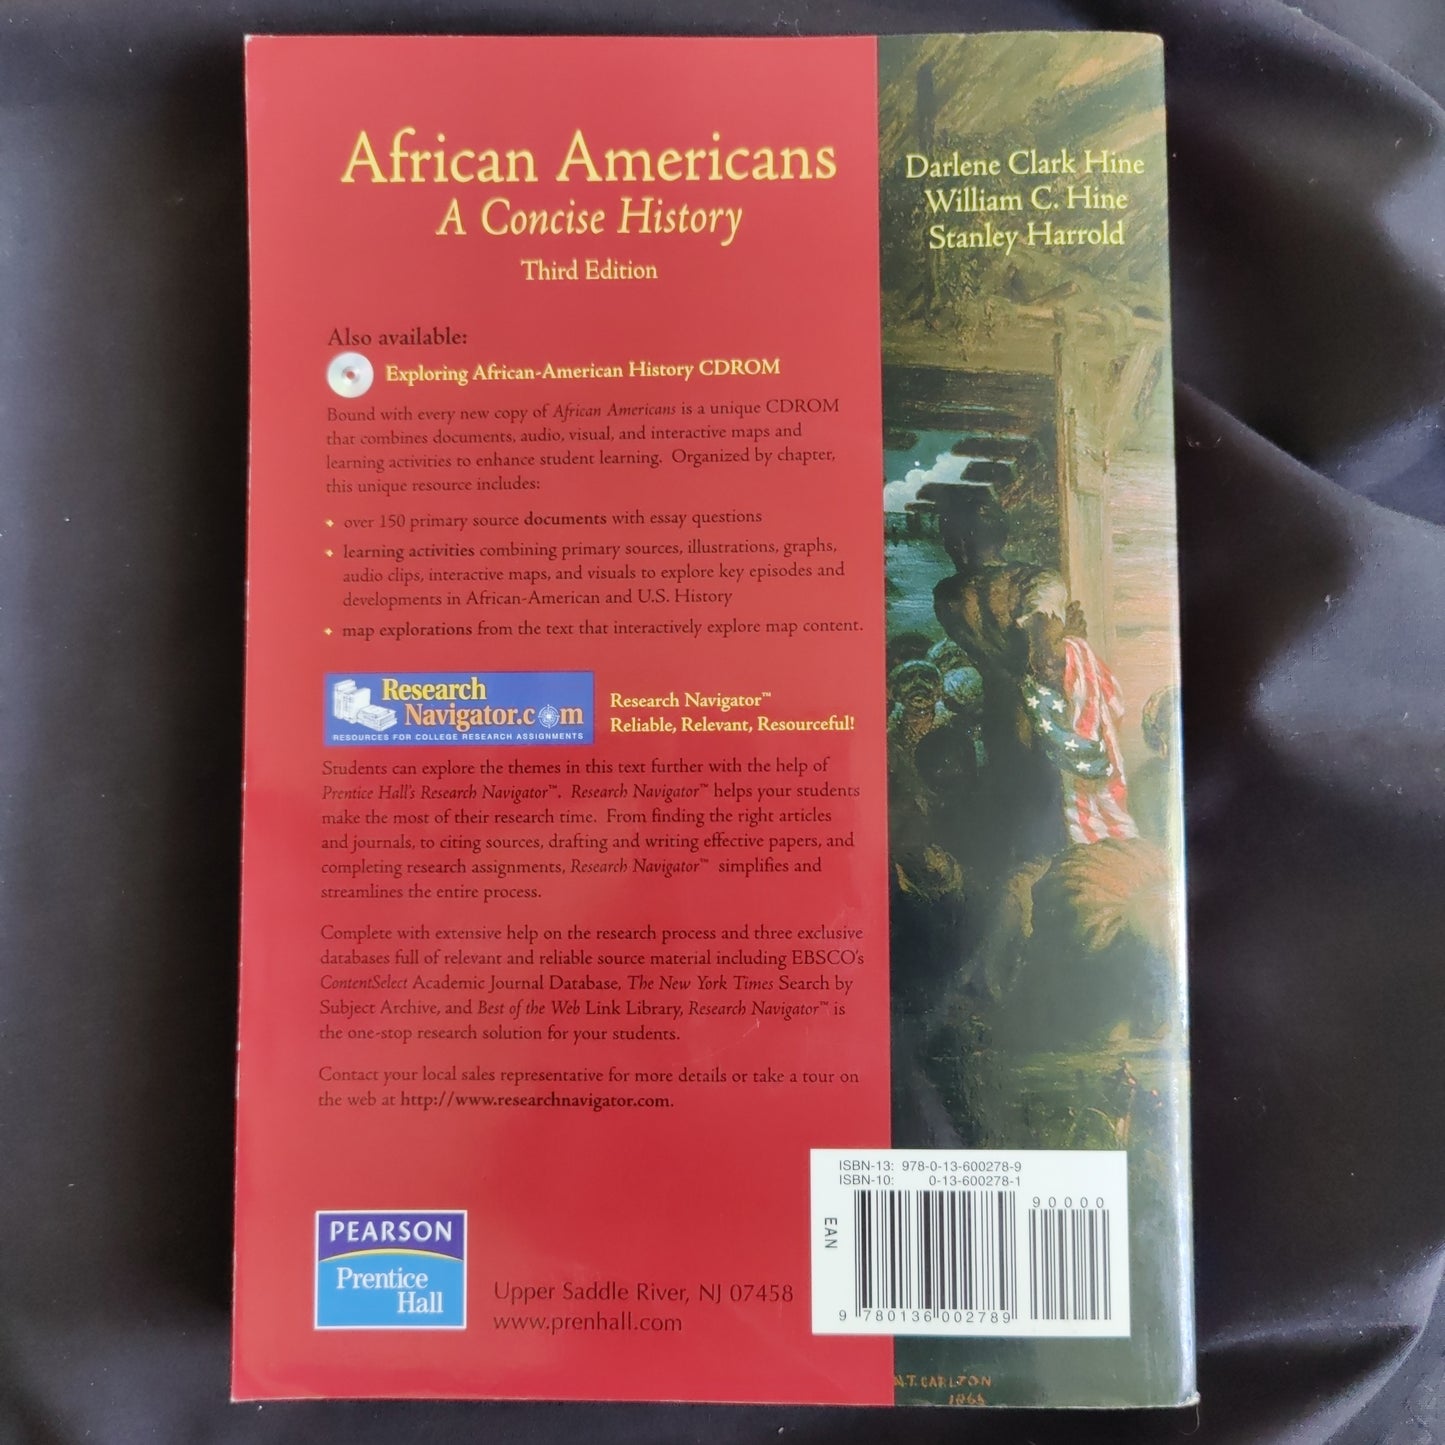 African Americans
A Concise History
Third Edition
Darlene Clark Hine
William C. Hine
Stanley Harrold
Also available:
Exploring African-American History CDROM
Bound with every new copy of African Americans is a unique CDROM
that combines documents, audio, visual, and interactive maps and
learning activities to enhance student learning. Organized by chapter,
this unique resource includes:
over 150 primary source documents with essay questions
learning activities combining primary sources, illustrations, graphs,
audio clips, interactive maps, and visuals to explore key episodes and
developments in African-American and U.S. History
map explorations from the text that interactively explore map content.
Research
Navigator.com
RESOURCES FOR COLLEGE RESEARCH ASSIGNMENTS
Research Navigator™
Reliable, Relevant, Resourceful!
Students can explore the themes in this text further with the help of
Prentice Hall's Research Navigator™. Research Navigator™ helps your students
make the most of their research time. From finding the right articles
and journals, to citing sources, drafting and writing effective papers, and
completing research assignments, Research Navigator™ simplifies and
streamlines the entire process.
Complete with extensive help on the research process and three exclusive
databases full of relevant and reliable source material including EBSCO's
ContentSelect Academic Journal Database, The New York Times Search by
Subject Archive, and Best of the Web Link Library, Research Navigator™ is
the one-stop research solution for your students.
Contact your local sales representative for more details or take a tour on
the web at http://www.researchnavigator.com.
PEARSON
Prentice
Hall
Upper Saddle River, NJ 07458
www.prenhall.com
ISBN-13: 978-0-13-600278-9
ISBN-10: 0-13-600278-1
90000
EAN
9 780136 002789
N.T. CARLTON
1863